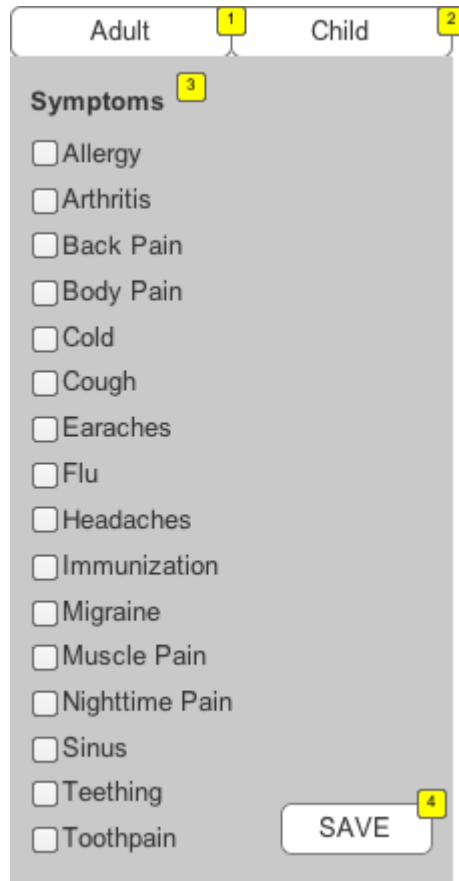 Adult 1 Child 2
Symptoms 3
Allergy
Arthritis
Back Pain
Body Pain
Cold
Cough
Earaches
Flu
Headaches
Immunization
Migraine
Muscle Pain
Nighttime Pain
Sinus
Teething
Toothpain
SAVE 4